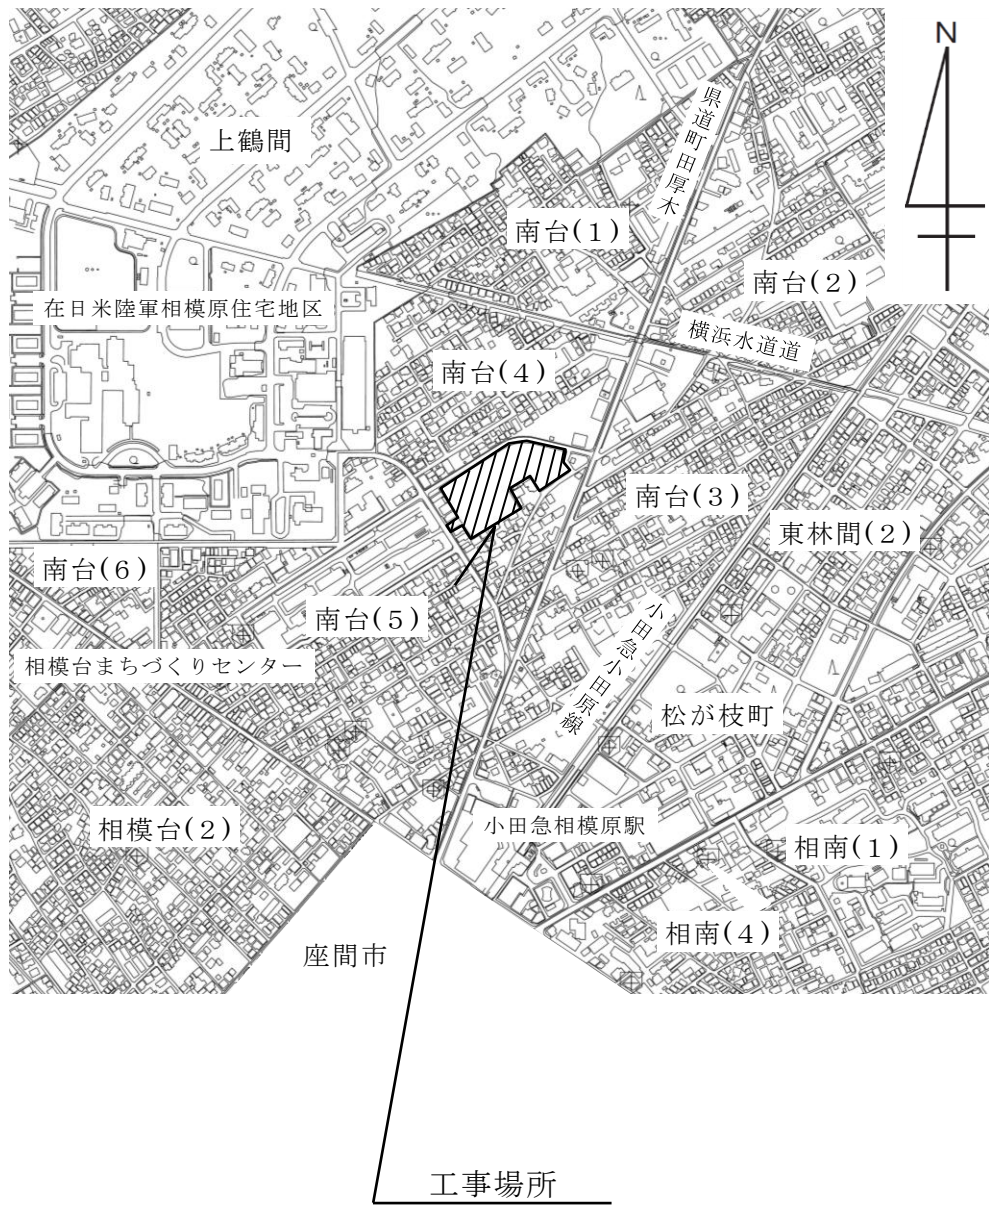 N
県道町田厚木
上鶴間
南台(1)
南台(2)
在日米陸軍相模原住宅地区
横浜水道道
南台(4)
南台(3)
東林間(2)
南台(6)
南台(5)
小田急小田原線
相模台まちづくりセンター
松が枝町
相模台(2)
小田急相模原駅
相南(1)
相南(4)
座間市
工事場所